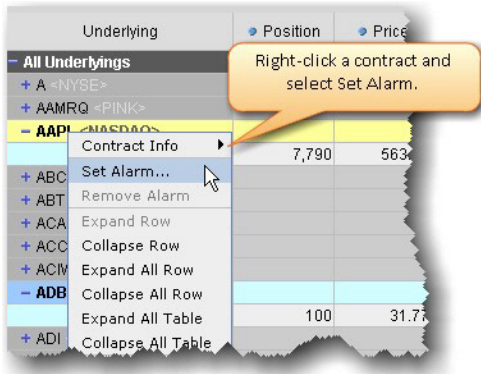 Underlying Position Price
Right-click a contract and
select Set Alarm.
- All Underlyings
+ A <NYSE>
+ AAMRQ <PINK>
- AAPL <NASDAQ>
Contract Info
7,790 563
Set Alarm...
+ ABC
Remove Alarm
+ ABT
Expand Row
+ ACA
Collapse Row
+ ACC
Expand All Row
Collapse All Row
- ADB
Expand All Table
100 31.77
Collapse All Table
+ ADI